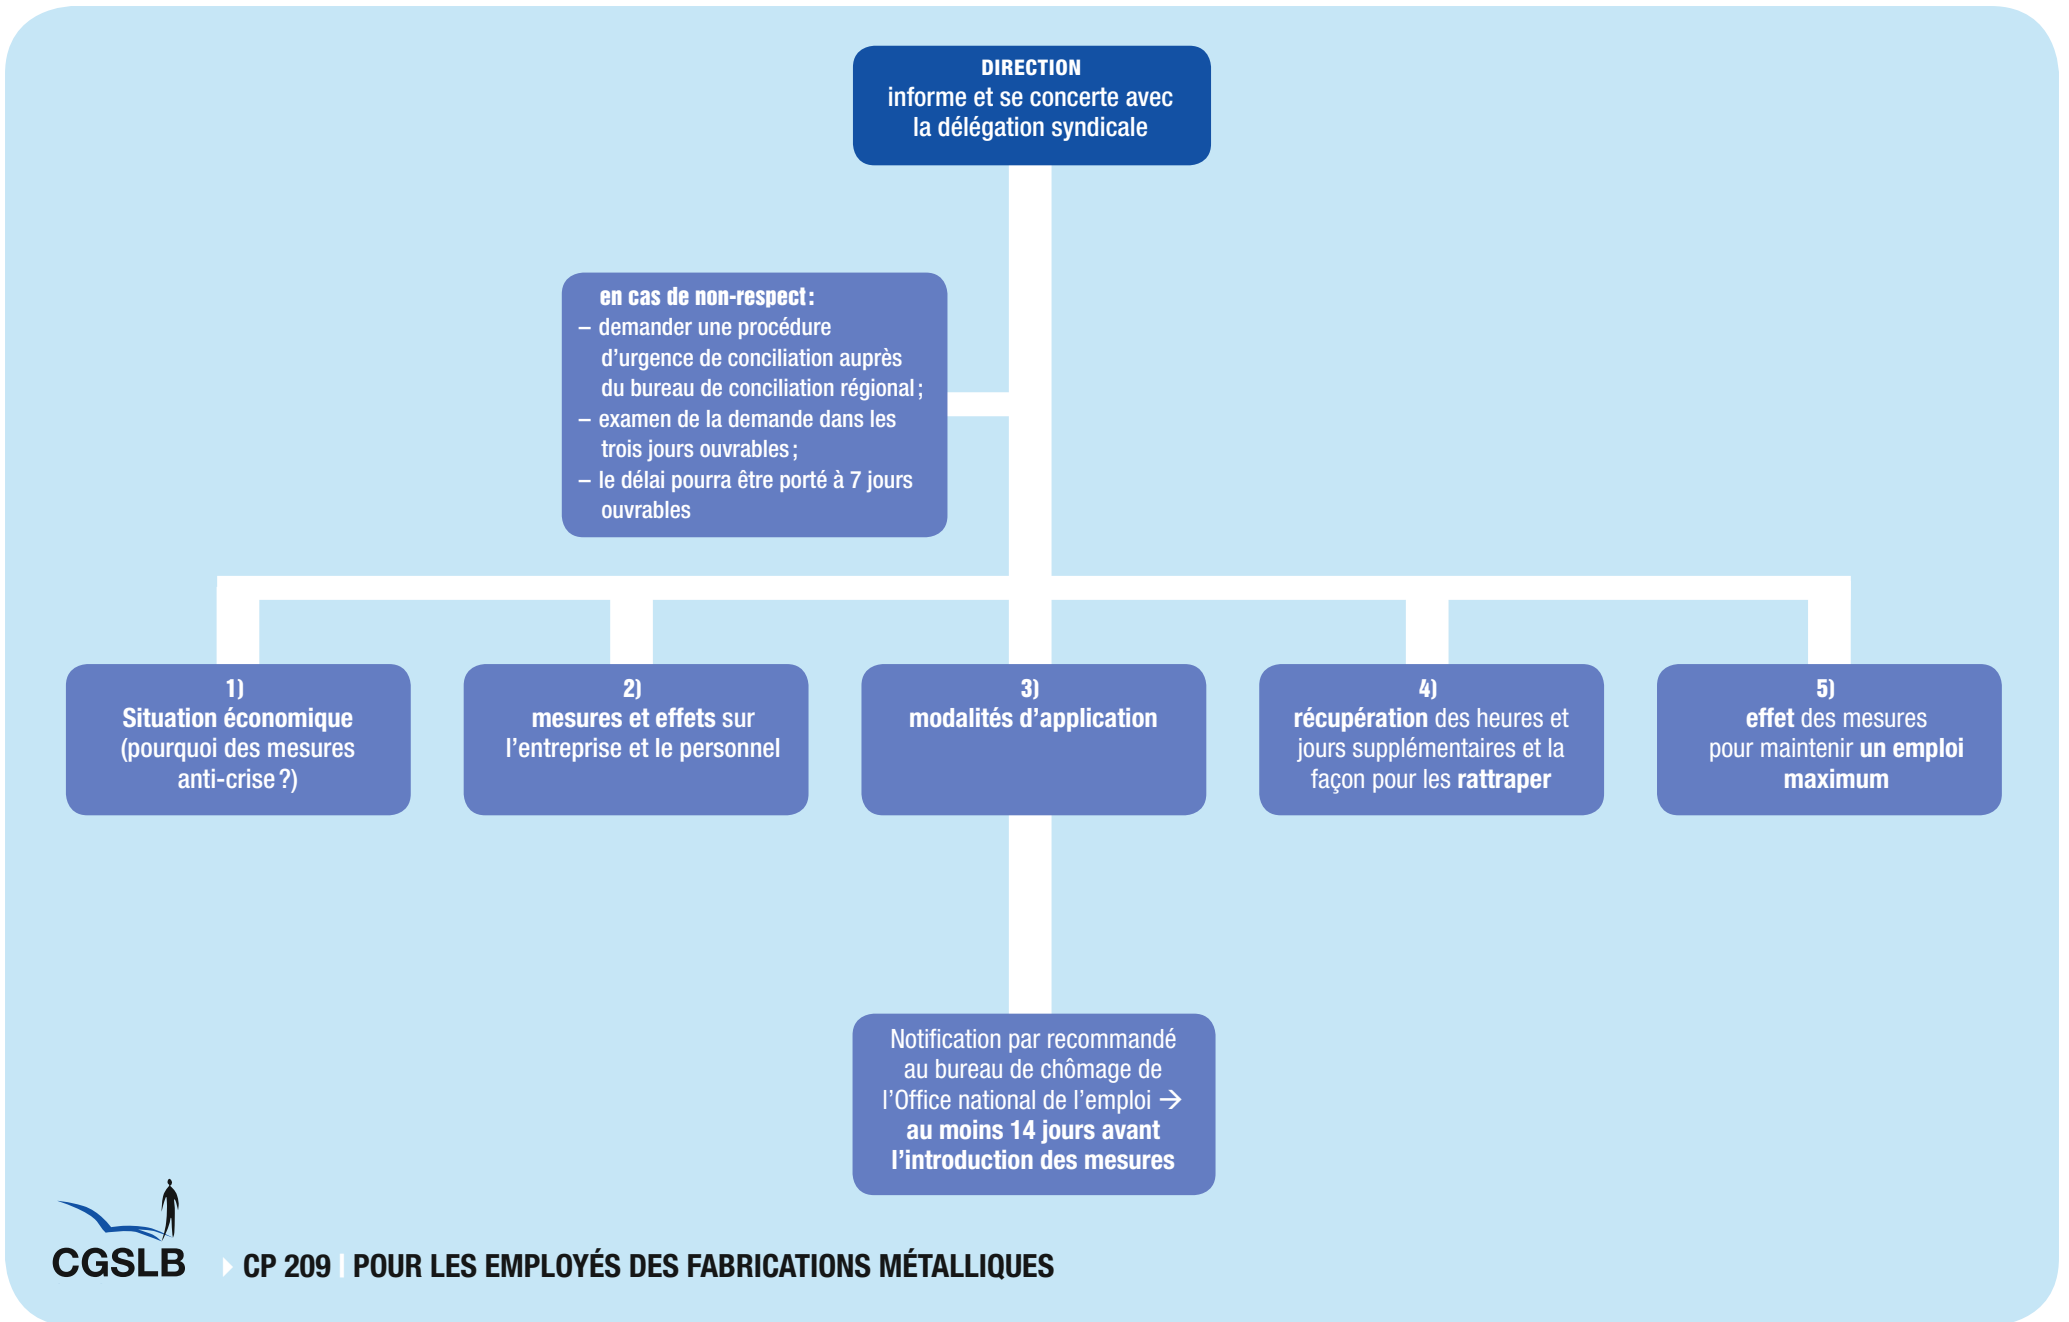 DIRECTION
informe et se concerte avec
la délégation syndicale
en cas de non-respect :
– demander une procédure
d’urgence de conciliation auprès
du bureau de conciliation régional ;
– examen de la demande dans les
trois jours ouvrables ;
– le délai pourra être porté à 7 jours
ouvrables
1)
Situation économique
(pourquoi des mesures
anti-crise ?)
2)
mesures et effets sur
l’entreprise et le personnel
3)
modalités d’application
4)
récupération des heures et
jours supplémentaires et la
façon pour les rattraper
5)
effet des mesures
pour maintenir un emploi
maximum
Notification par recommandé
au bureau de chômage de
l’Office national de l’emploi →
au moins 14 jours avant
l’introduction des mesures
CGSLB
CP 209 | POUR LES EMPLOYÉS DES FABRICATIONS MÉTALLIQUES